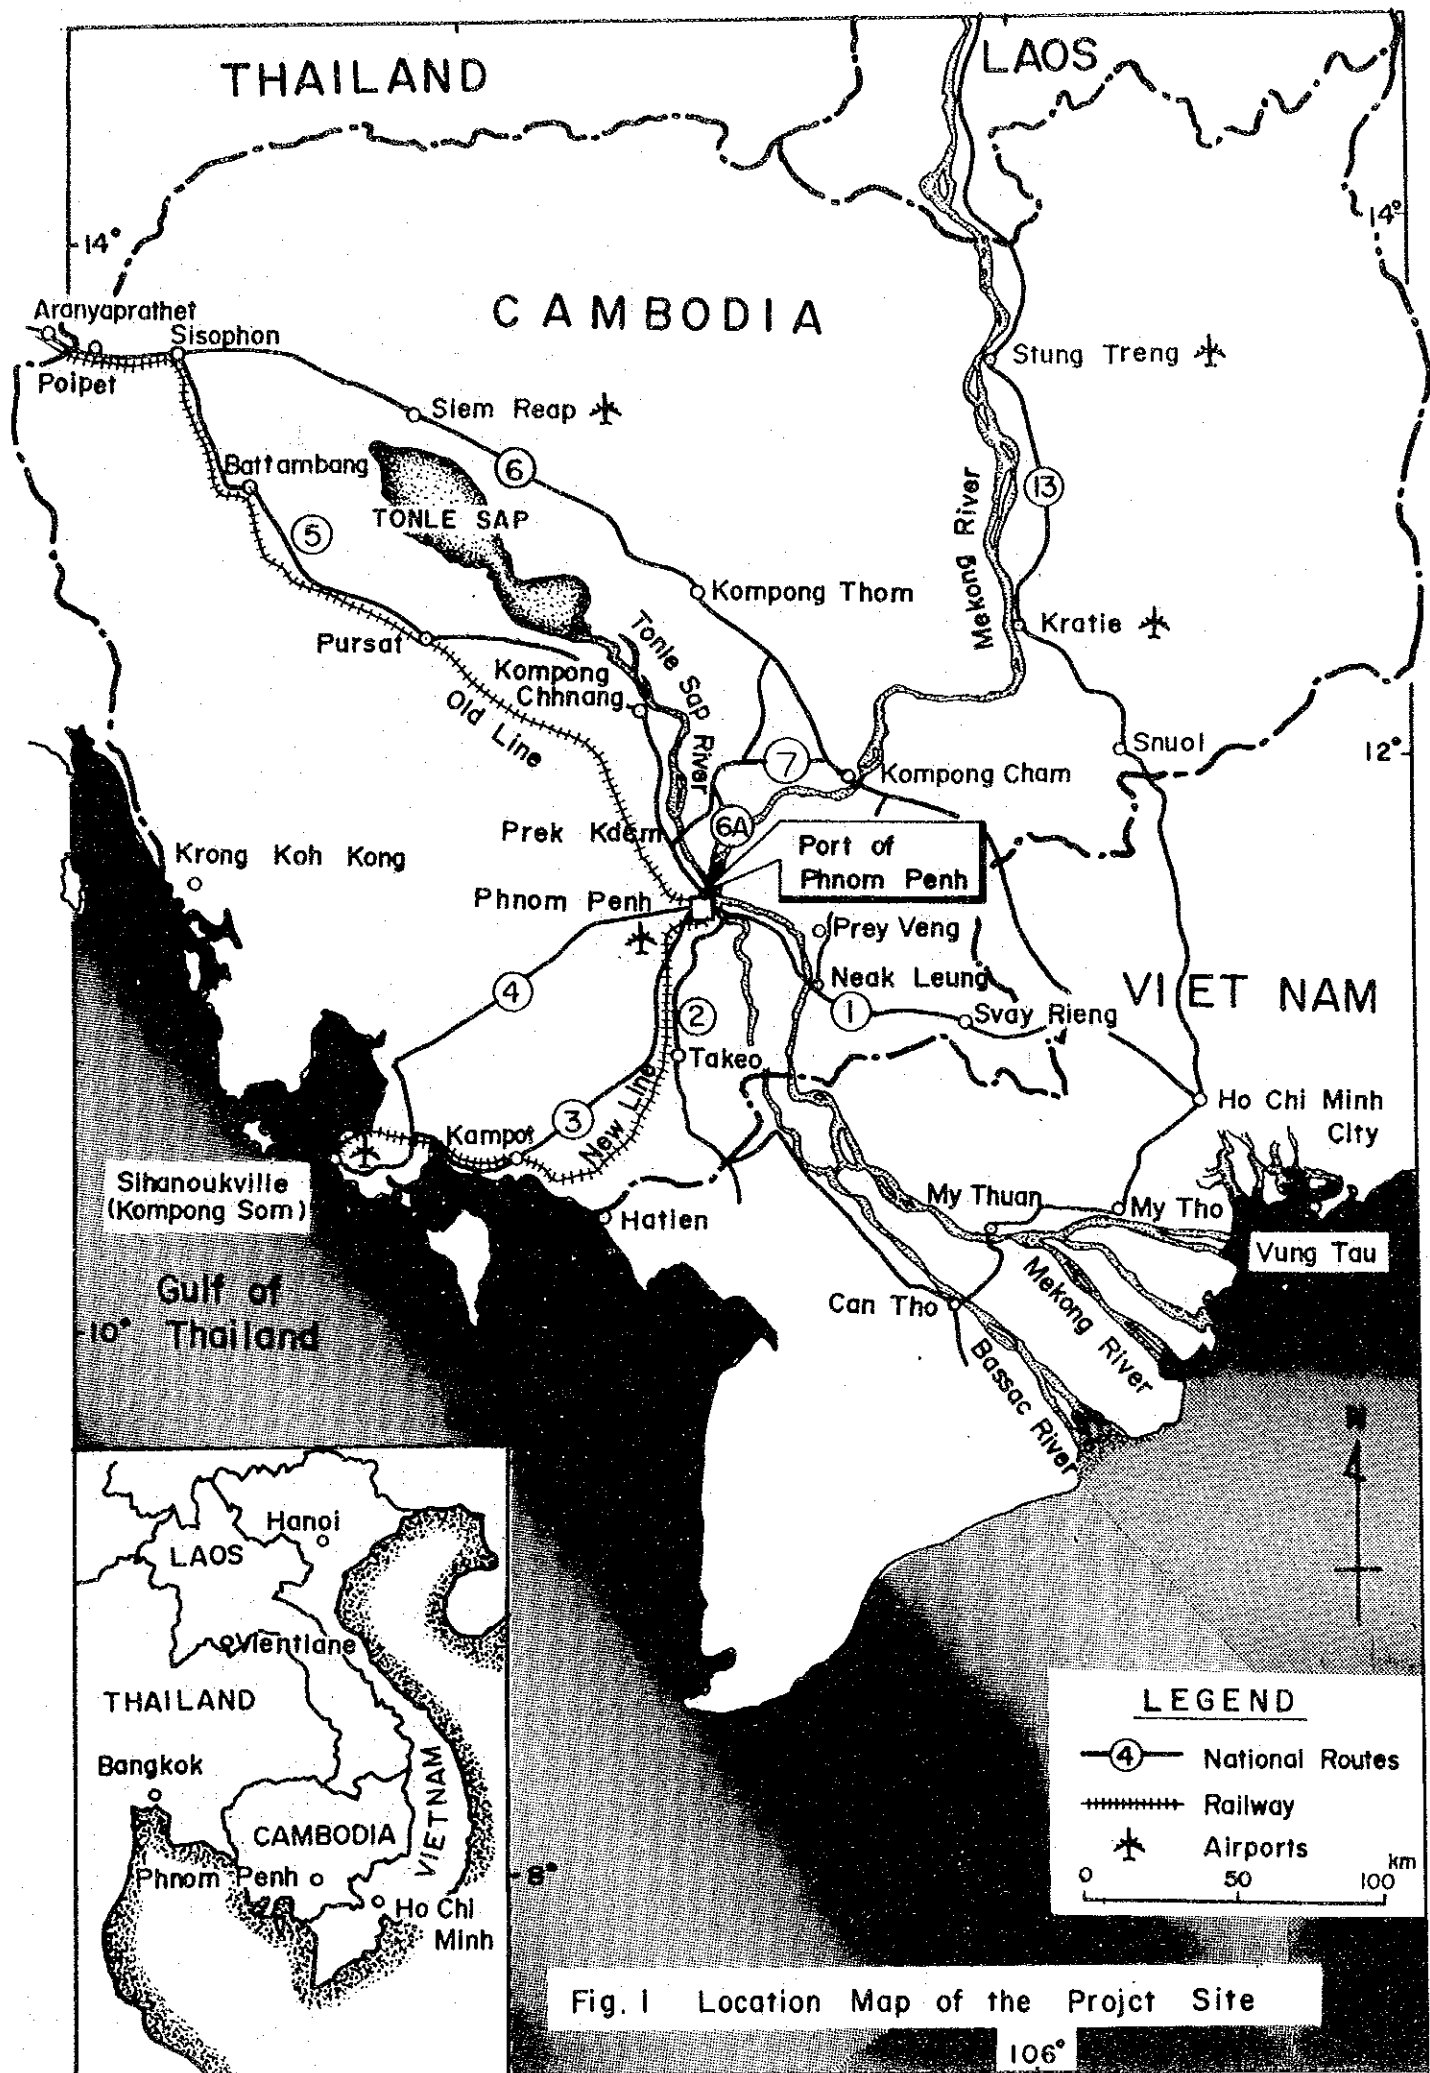 THAILAND
LAOS
14°
14°
CAMBODIA
Aranyaprathet
Sisophon
Poipet
Stung Treng
Siem Reap
6
Battambang
13
TONLE SAP
5
Mekong River
Kompong Thom
Kratie
Pursat
Tonle Sap River
Kompong
Chhnang
Old Line
Snuol
12°
7
Kompong Cham
6A
Prek Kdam
Port of
Phnom Penh
Krong Koh Kong
Phnom Penh
Prey Veng
Neak Leung
4
VIET NAM
2
1
Svay Rieng
Takeo
Ho Chi Minh
City
3
New Line
Kampot
Sihanoukville
(Kompong Som)
My Thuan
My Tho
Hatien
Vung Tau
Gulf of
Thailand
10°
Can Tho
Mekong River
Bassac River
N
Hanoi
LAOS
Vientiane
THAILAND
Bangkok
VIETNAM
CAMBODIA
Phnom Penh
Ho Chi
Minh
8°
LEGEND
4 National Routes
Railway
Airports
0 50 100 km
Fig. 1 Location Map of the Projct Site
106°